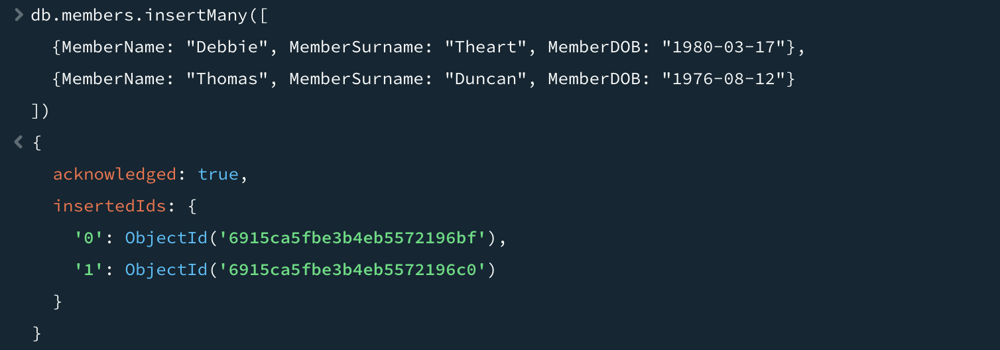 > db.members.insertMany([
{MemberName: "Debbie", MemberSurname: "Theart", MemberDOB: "1980-03-17"},
{MemberName: "Thomas", MemberSurname: "Duncan", MemberDOB: "1976-08-12"}
])
< {
acknowledged: true,
insertedIds: {
'0': ObjectId('6915ca5fbe3b4eb5572196bf'),
'1': ObjectId('6915ca5fbe3b4eb5572196c0')
}
}